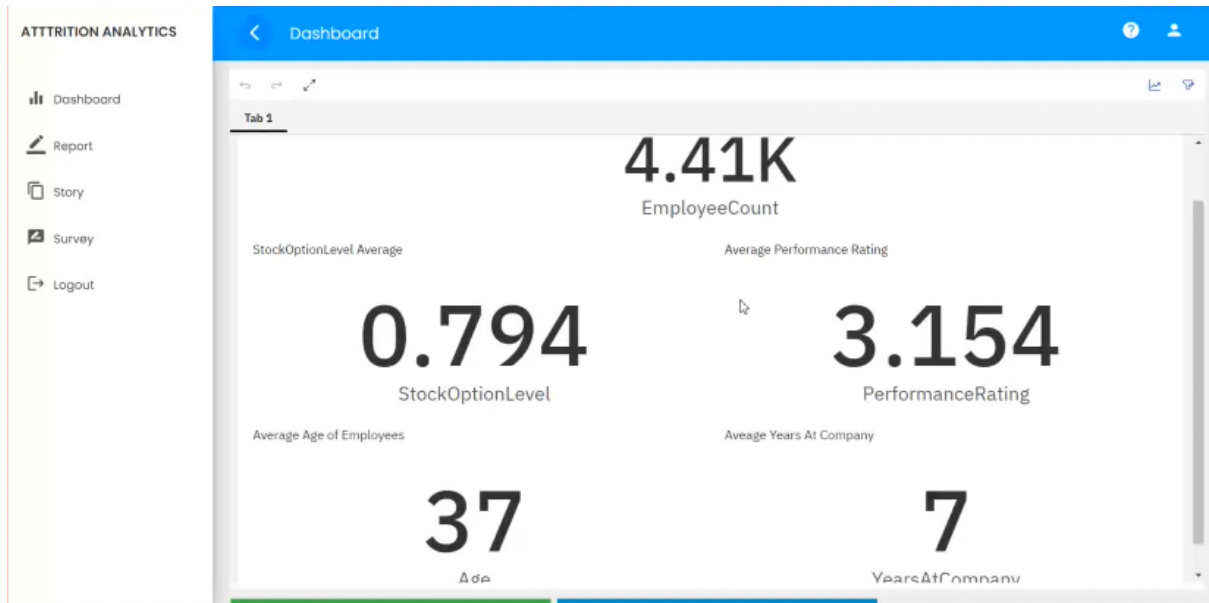 ATTTRITION ANALYTICS
Dashboard
Report
Story
Survey
Logout
Dashboard
Tab 1
4.41K
EmployeeCount
StockOptionLevel Average
Average Performance Rating
0.794
3.154
StockOptionLevel
PerformanceRating
Average Age of Employees
Aveage Years At Company
37
7
Age
YearsAtCompany